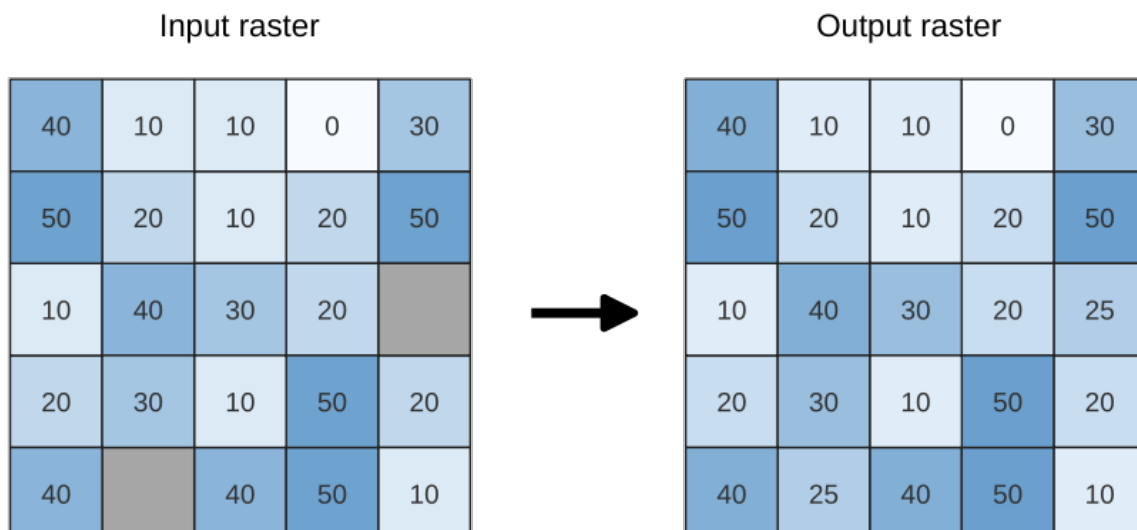 Input raster
Output raster
40 10 10 0 30
50 20 10 20 50
10 40 30 20
20 30 10 50 20
40 40 50 10
40 10 10 0 30
50 20 10 20 50
10 40 30 20 25
20 30 10 50 20
40 25 40 50 10